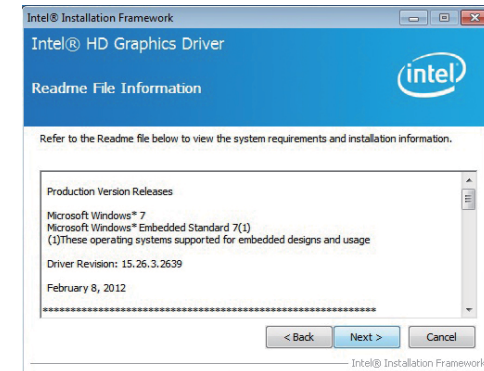 Intel® Installation Framework
Intel® HD Graphics Driver
Readme File Information
intel
Refer to the Readme file below to view the system requirements and installation information.
Production Version Releases
Microsoft Windows* 7
Microsoft Windows* Embedded Standard 7(1)
(1)These operating systems supported for embedded designs and usage
Driver Revision: 15.26.3.2639
February 8, 2012
****************************************************************
< Back Next > Cancel
Intel® Installation Framework